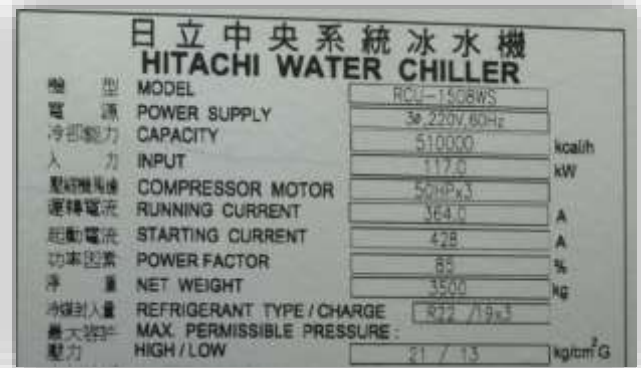 日立中央系統冰水機
HITACHI WATER CHILLER
機型 MODEL RCU-1508WS
電源 POWER SUPPLY 3ø,220V,60Hz
冷卻能力 CAPACITY 510000 kcal/h
入力 INPUT 117.0 kW
壓縮機馬達 COMPRESSOR MOTOR 50HPx3
運轉電流 RUNNING CURRENT 364.0 A
起動電流 STARTING CURRENT 428 A
功率因素 POWER FACTOR 85 %
淨量 NET WEIGHT 3500 kg
冷媒封入量 REFRIGERANT TYPE / CHARGE R22 /19x3
最大容許 MAX. PERMISSIBLE PRESSURE :
壓力 HIGH / LOW 21 / 13 kg/cm²G